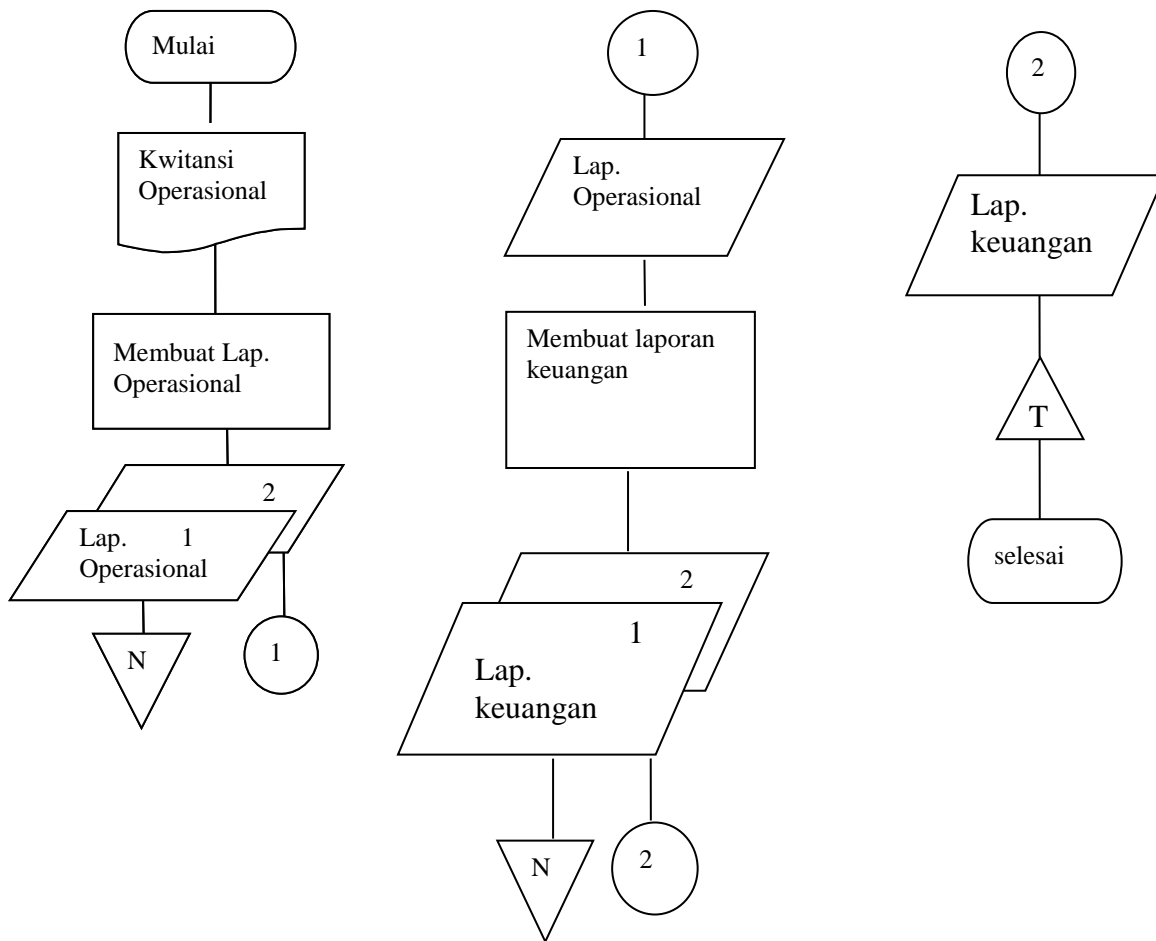 Mulai
Kwitansi
Operasional
Membuat Lap.
Operasional
2
Lap. 1
Operasional
N
1
1
Lap.
Operasional
Membuat laporan
keuangan
2
1
Lap.
keuangan
N
2
2
Lap.
keuangan
T
selesai